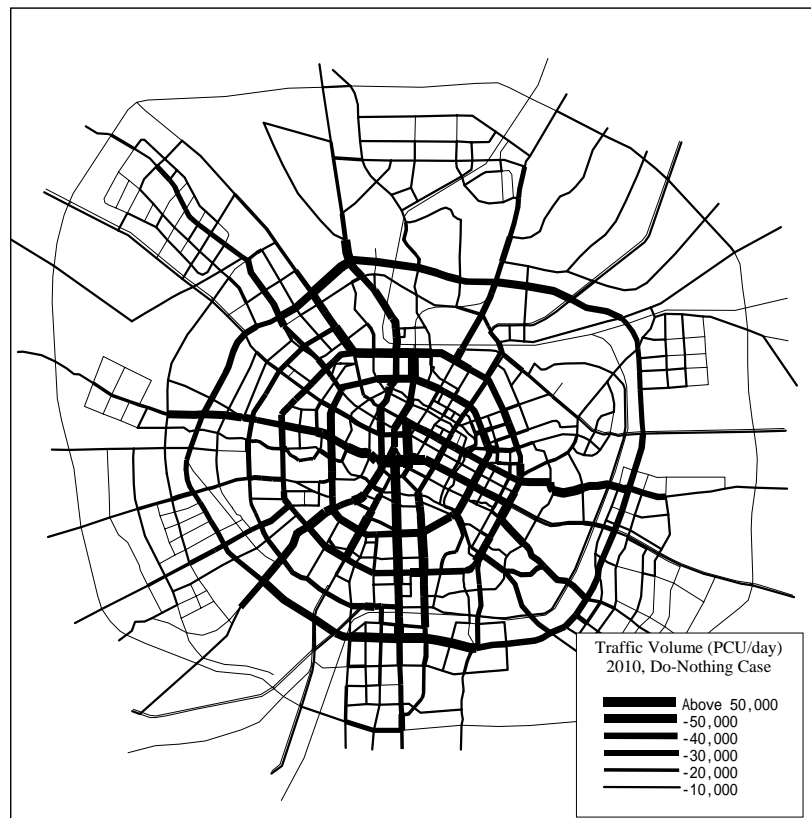 Traffic Volume (PCU/day)
2010, Do-Nothing Case
Above 50,000
-50,000
-40,000
-30,000
-20,000
-10,000